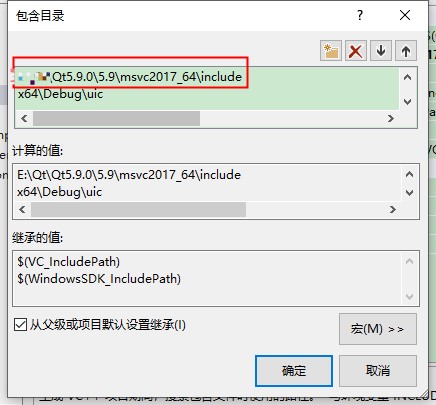 包含目录
\Qt5.9.0\5.9\msvc2017_64\include
x64\Debug\uic
计算的值:
E:\Qt\Qt5.9.0\5.9\msvc2017_64\include
x64\Debug\uic
继承的值:
$(VC_IncludePath)
$(WindowsSDK_IncludePath)
从父级或项目默认设置继承(I)
宏(M) >>
确定
取消